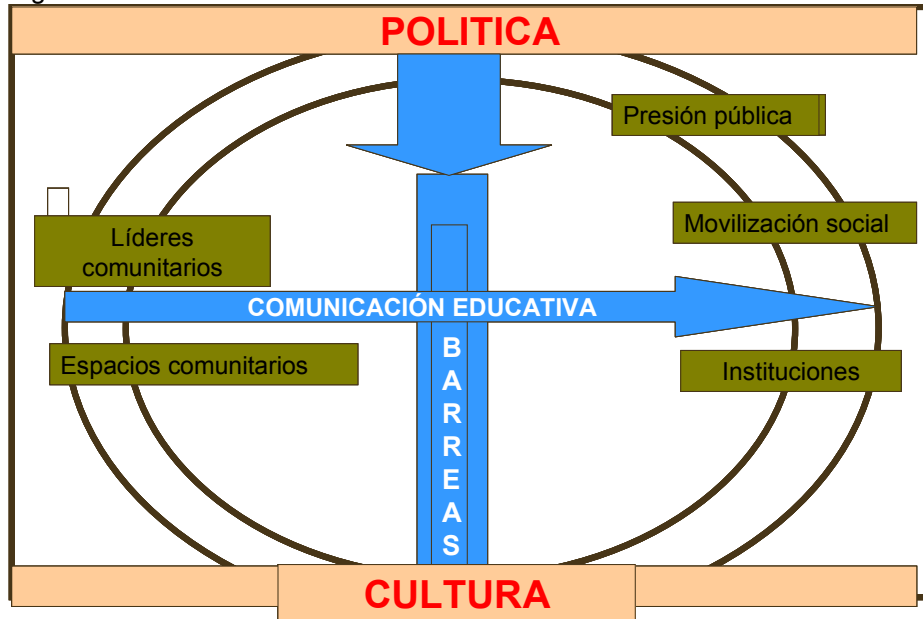 POLITICA
Presión pública
Líderes
comunitarios
Movilización social
COMUNICACIÓN EDUCATIVA
Espacios comunitarios
Instituciones
B
A
R
R
E
A
S
CULTURA